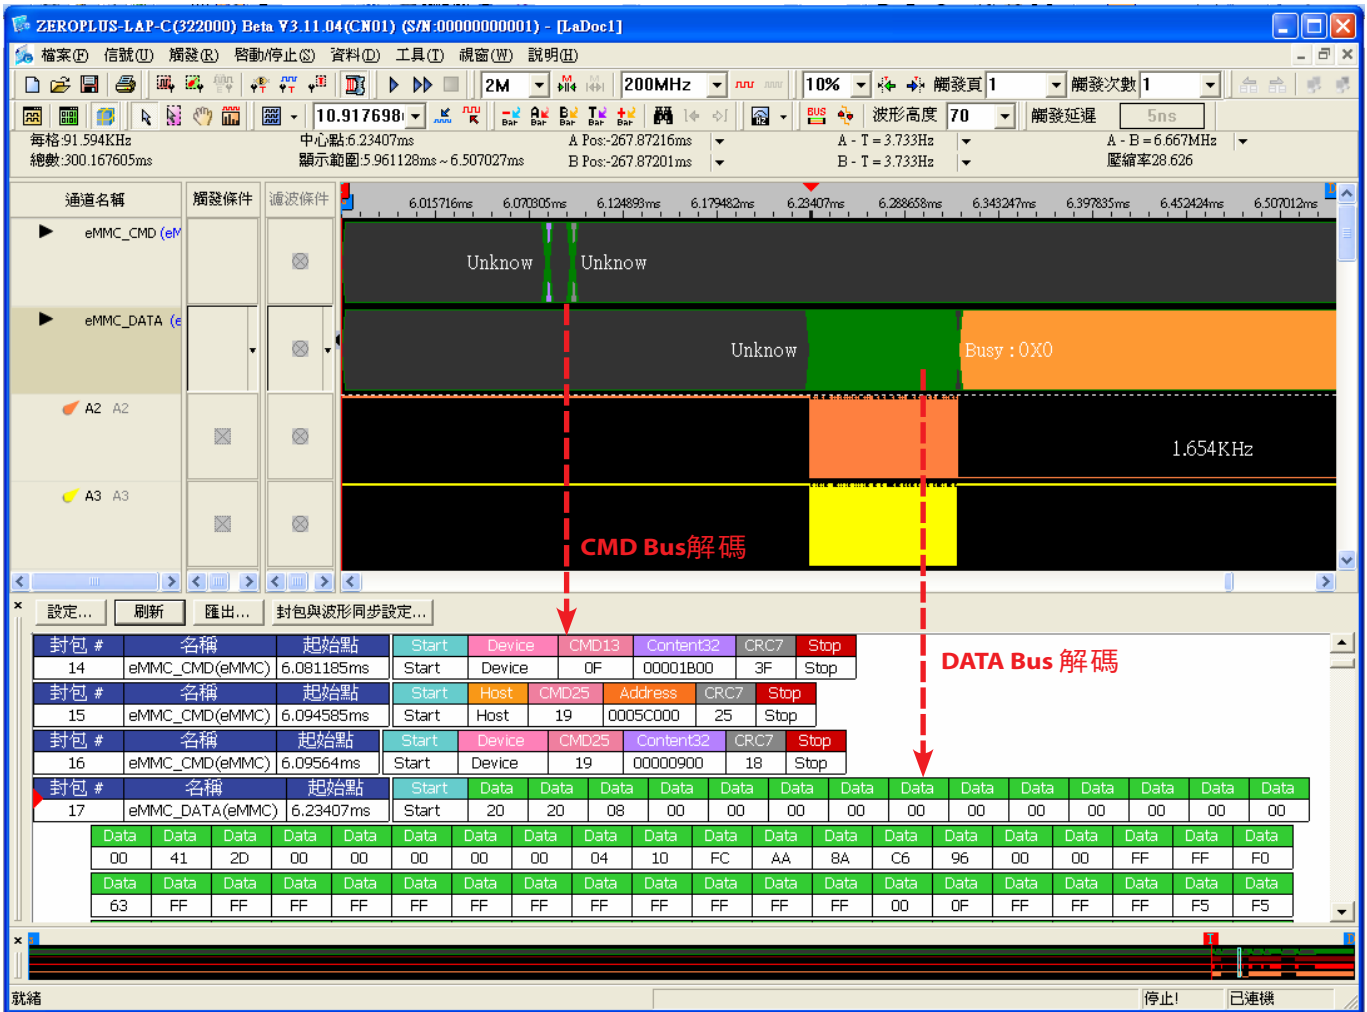 ZEROPLUS-LAP-C(322000) Beta V3.11.04(CN01) (S/N:00000000001) - [LaDoc1]
檔案(F) 信號(U) 觸發(R) 啓動/停止(S) 資料(D) 工具(T) 視窗(W) 說明(H)
2M 200MHz 10% 觸發頁 1 觸發次數 1
10.917698 Bar Bar Bar Bar Bar BUS 波形高度 70 觸發延遲 5ns
每格:91.594KHz 中心點:6.23407ms A Pos:-267.87216ms A - T = 3.733Hz A - B = 6.667MHz
總數:300.167605ms 顯示範圍:5.961128ms ~ 6.507027ms B Pos:-267.87201ms B - T = 3.733Hz 壓縮率28.626
通道名稱 觸發條件 濾波條件
6.015716ms 6.070305ms 6.124893ms 6.179482ms 6.23407ms 6.288658ms 6.343247ms 6.397835ms 6.452424ms 6.507012ms
eMMC_CMD (eM
Unknow Unknow
eMMC_DATA (e
Unknow Busy : 0X0
A2 A2
1.654KHz
A3 A3
CMD Bus解碼
設定... 刷新 匯出... 封包與波形同步設定...
封包 # 名稱 起始點 Start Device CMD13 Content32 CRC7 Stop
14 eMMC_CMD(eMMC) 6.081185ms Start Device 0F 00001B00 3F Stop
DATA Bus 解碼
封包 # 名稱 起始點 Start Host CMD25 Address CRC7 Stop
15 eMMC_CMD(eMMC) 6.094585ms Start Host 19 0005C000 25 Stop
封包 # 名稱 起始點 Start Device CMD25 Content32 CRC7 Stop
16 eMMC_CMD(eMMC) 6.09564ms Start Device 19 00000900 18 Stop
封包 # 名稱 起始點 Start Data Data Data Data Data Data Data Data Data Data Data Data Data Data
17 eMMC_DATA(eMMC) 6.23407ms Start 20 20 08 00 00 00 00 00 00 00 00 00 00 00
Data Data Data Data Data Data Data Data Data Data Data Data Data Data Data Data Data Data Data Data
00 41 2D 00 00 00 00 00 04 10 FC AA 8A C6 96 00 00 FF FF F0
Data Data Data Data Data Data Data Data Data Data Data Data Data Data Data Data Data Data Data Data
63 FF FF FF FF FF FF FF FF FF FF FF FF 00 0F FF FF FF F5 F5
就緒 停止! 已連機